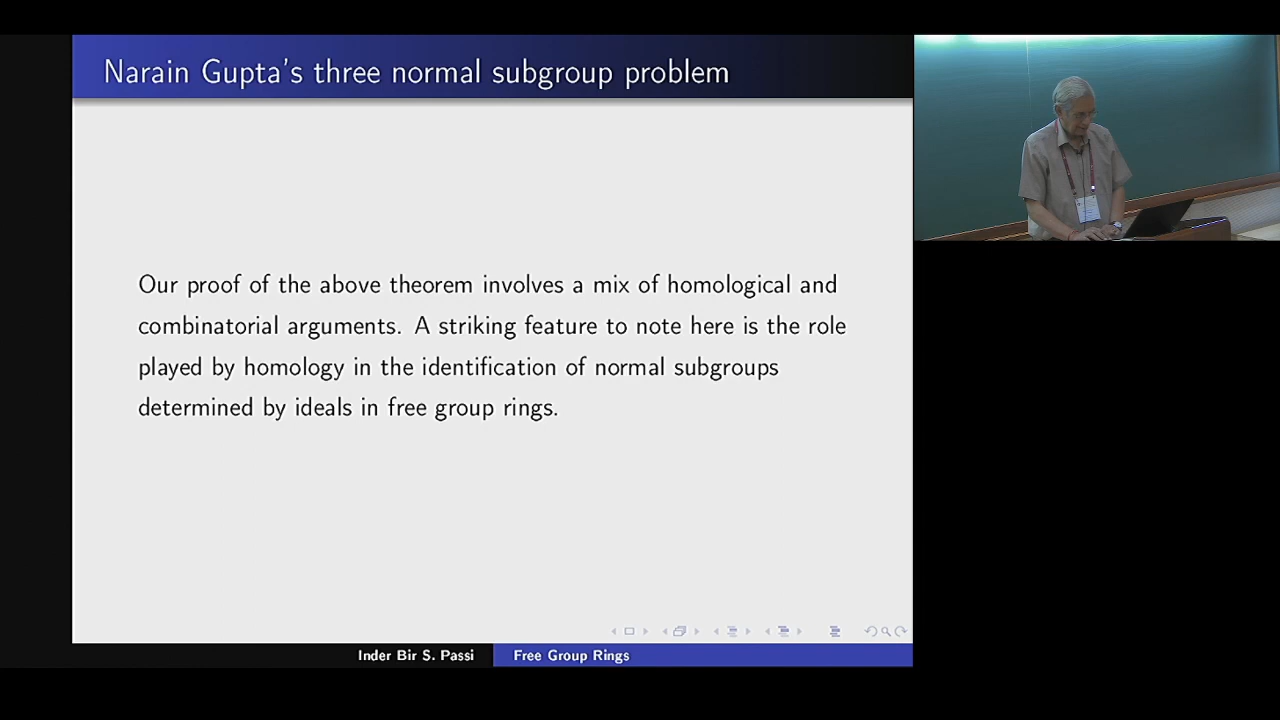 Narain Gupta's three normal subgroup problem
Our proof of the above theorem involves a mix of homological and
combinatorial arguments. A striking feature to note here is the role
played by homology in the identification of normal subgroups
determined by ideals in free group rings.
Inder Bir S. Passi
Free Group Rings